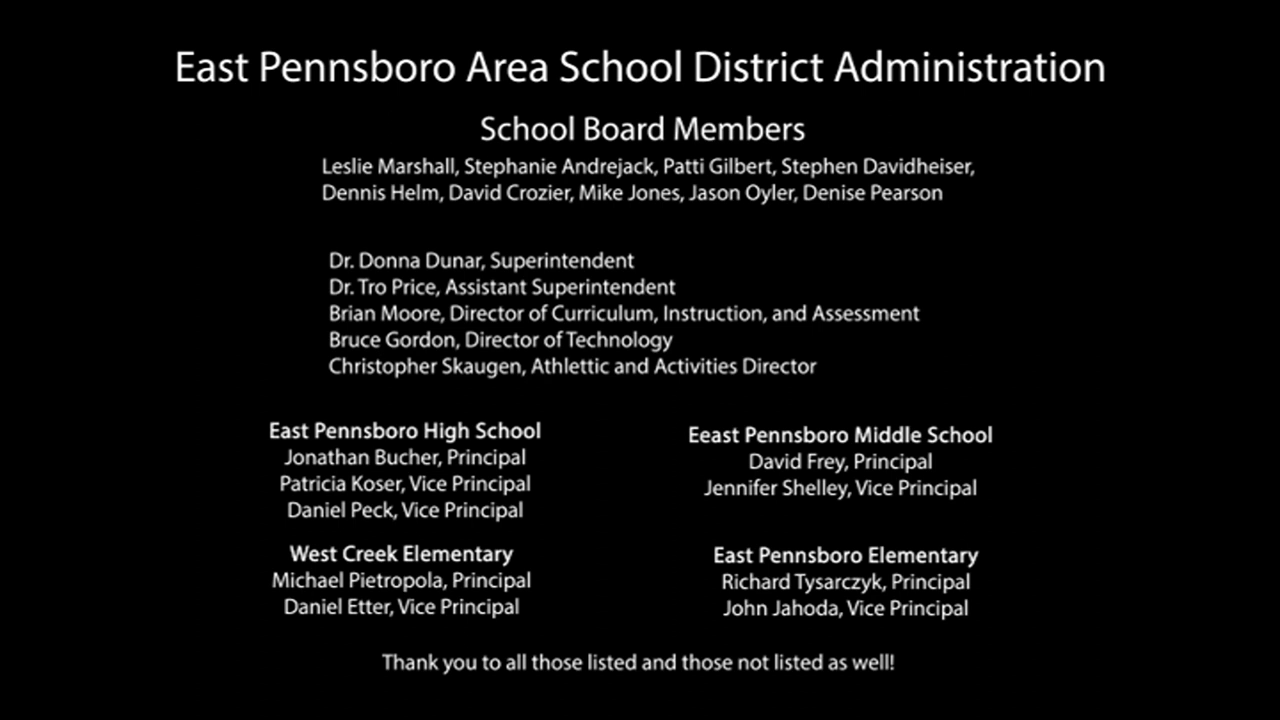 East Pennsboro Area School District Administration
School Board Members
Leslie Marshall, Stephanie Andrejack, Patti Gilbert, Stephen Davidheiser,
Dennis Helm, David Crozier, Mike Jones, Jason Oyler, Denise Pearson
Dr. Donna Dunar, Superintendent
Dr. Tro Price, Assistant Superintendent
Brian Moore, Director of Curriculum, Instruction, and Assessment
Bruce Gordon, Director of Technology
Christopher Skaugen, Athlettic and Activities Director
East Pennsboro High School
Jonathan Bucher, Principal
Patricia Koser, Vice Principal
Daniel Peck, Vice Principal
Eeast Pennsboro Middle School
David Frey, Principal
Jennifer Shelley, Vice Principal
West Creek Elementary
Michael Pietropola, Principal
Daniel Etter, Vice Principal
East Pennsboro Elementary
Richard Tysarczyk, Principal
John Jahoda, Vice Principal
Thank you to all those listed and those not listed as well!